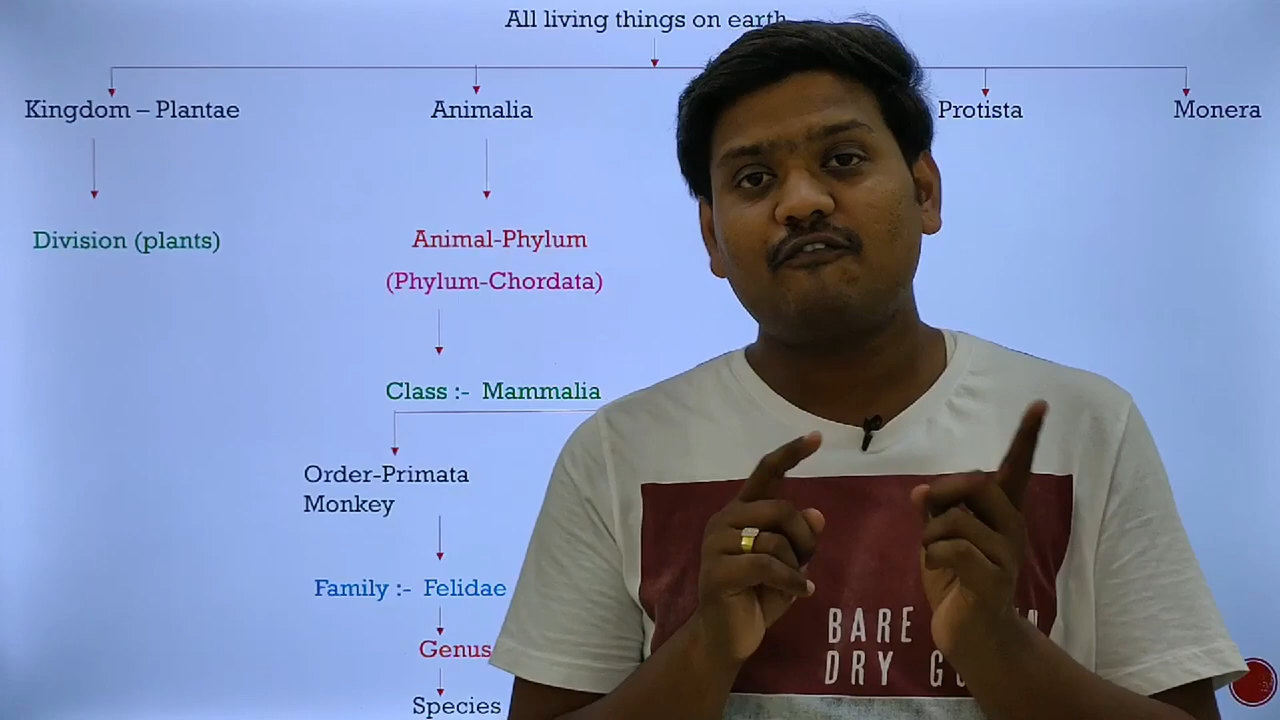 All living things on earth
Kingdom – Plantae
Animalia
Protista
Monera
Division (plants)
Animal-Phylum
(Phylum-Chordata)
Class :- Mammalia
Order-Primata
Monkey
Family :- Felidae
Genus
Species
BARE
DRY